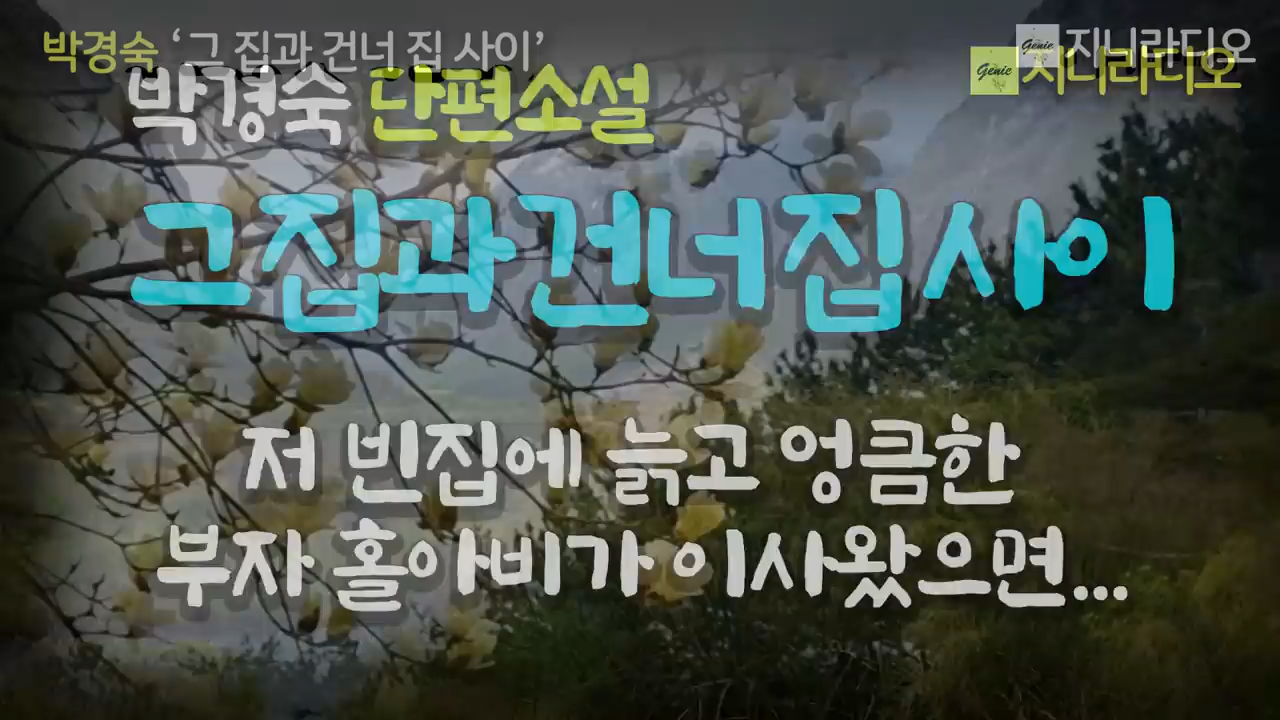 박경숙 ‘그 집과 건너 집 사이’
Genie 지니라디오
Genie 지니라디오
박경숙 단편소설
그 집과 건너 집 사이
저 빈집에 늙고 엉큼한
부자 홀아비가 이사왔으면...